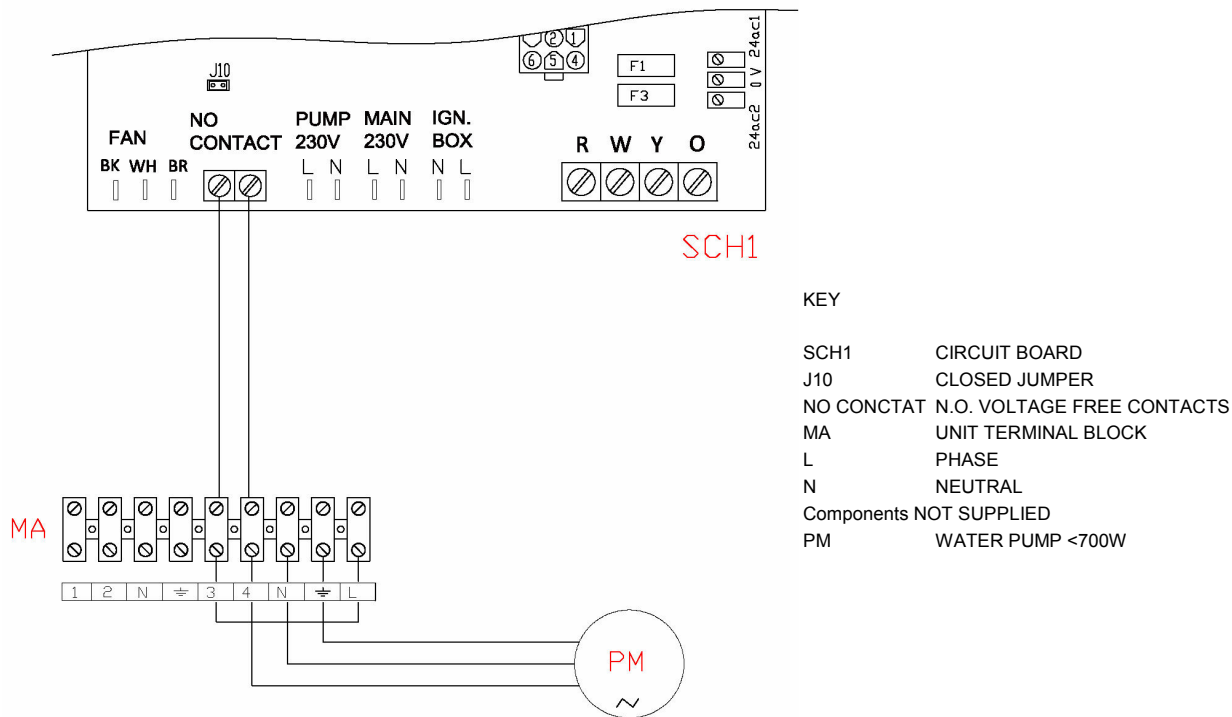 J10
2 1
6 5 4
F1
F3
24ac1
0 V
24ac2
FAN
BK WH BR
NO
CONTACT
PUMP
230V
L N
MAIN
230V
L N
IGN.
BOX
N L
R W Y O
SCH1
KEY
SCH1 CIRCUIT BOARD
J10 CLOSED JUMPER
NO CONCTAT N.O. VOLTAGE FREE CONTACTS
MA UNIT TERMINAL BLOCK
L PHASE
N NEUTRAL
Components NOT SUPPLIED
PM WATER PUMP <700W
MA
1 2 N 3 4 N L
PM